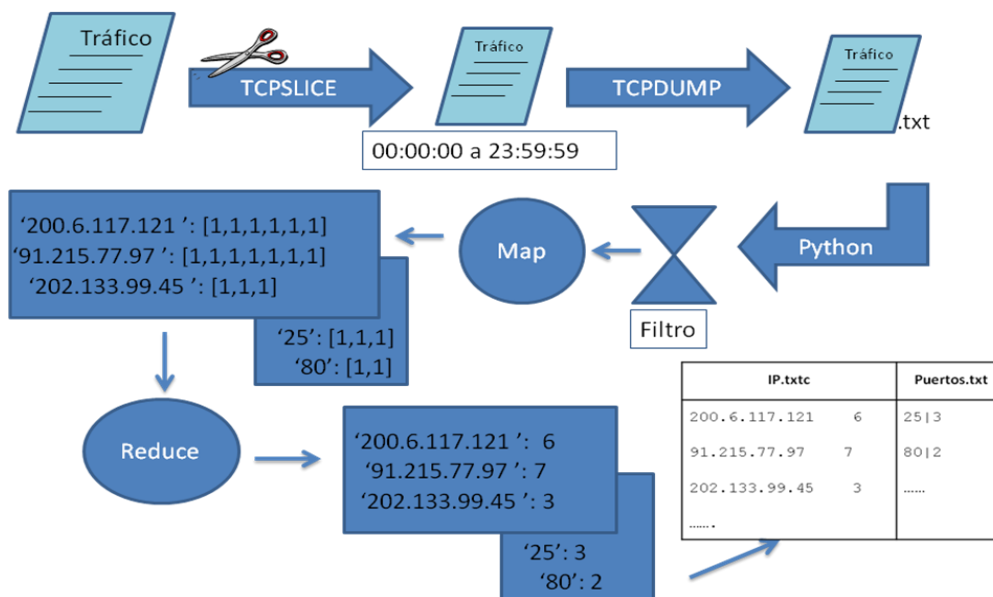 Tráfico
TCPSLICE
Tráfico
TCPDUMP
Tráfico
.txt
00:00:00 a 23:59:59
Python
Filtro
Map
‘200.6.117.121 ’: [1,1,1,1,1,1]
‘91.215.77.97 ’: [1,1,1,1,1,1,1]
‘202.133.99.45 ’: [1,1,1]
‘25’: [1,1,1]
‘80’: [1,1]
Reduce
‘200.6.117.121 ’: 6
‘91.215.77.97 ’: 7
‘202.133.99.45 ’: 3
‘25’: 3
‘80’: 2
IP.txtc Puertos.txt
200.6.117.121 6 25|3
91.215.77.97 7 80|2
202.133.99.45 3 ......
.......